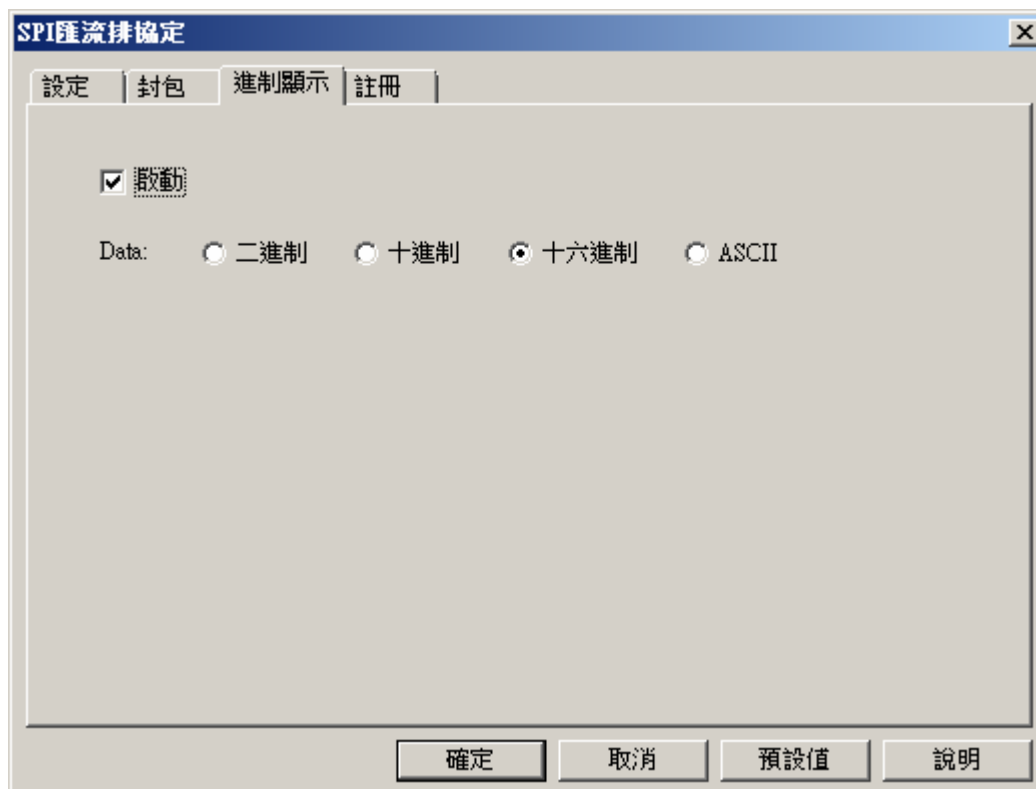 SPI匯流排協定
設定 封包 進制顯示 註冊
啟動
Data: 二進制 十進制 十六進制 ASCII
確定 取消 預設值 說明